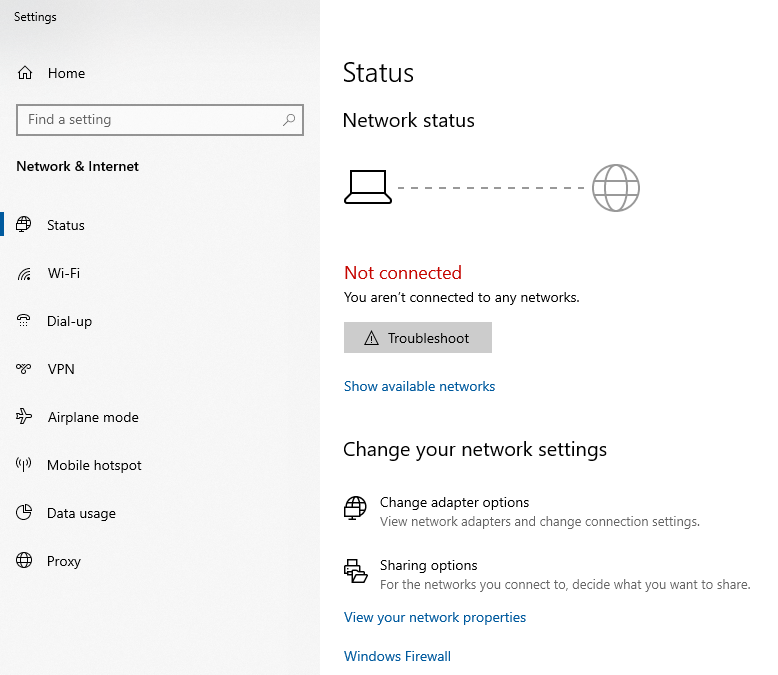 Settings
Home
Find a setting
Network & Internet
Status
Wi-Fi
Dial-up
VPN
Airplane mode
Mobile hotspot
Data usage
Proxy
Status
Network status
Not connected
You aren't connected to any networks.
Troubleshoot
Show available networks
Change your network settings
Change adapter options
View network adapters and change connection settings.
Sharing options
For the networks you connect to, decide what you want to share.
View your network properties
Windows Firewall